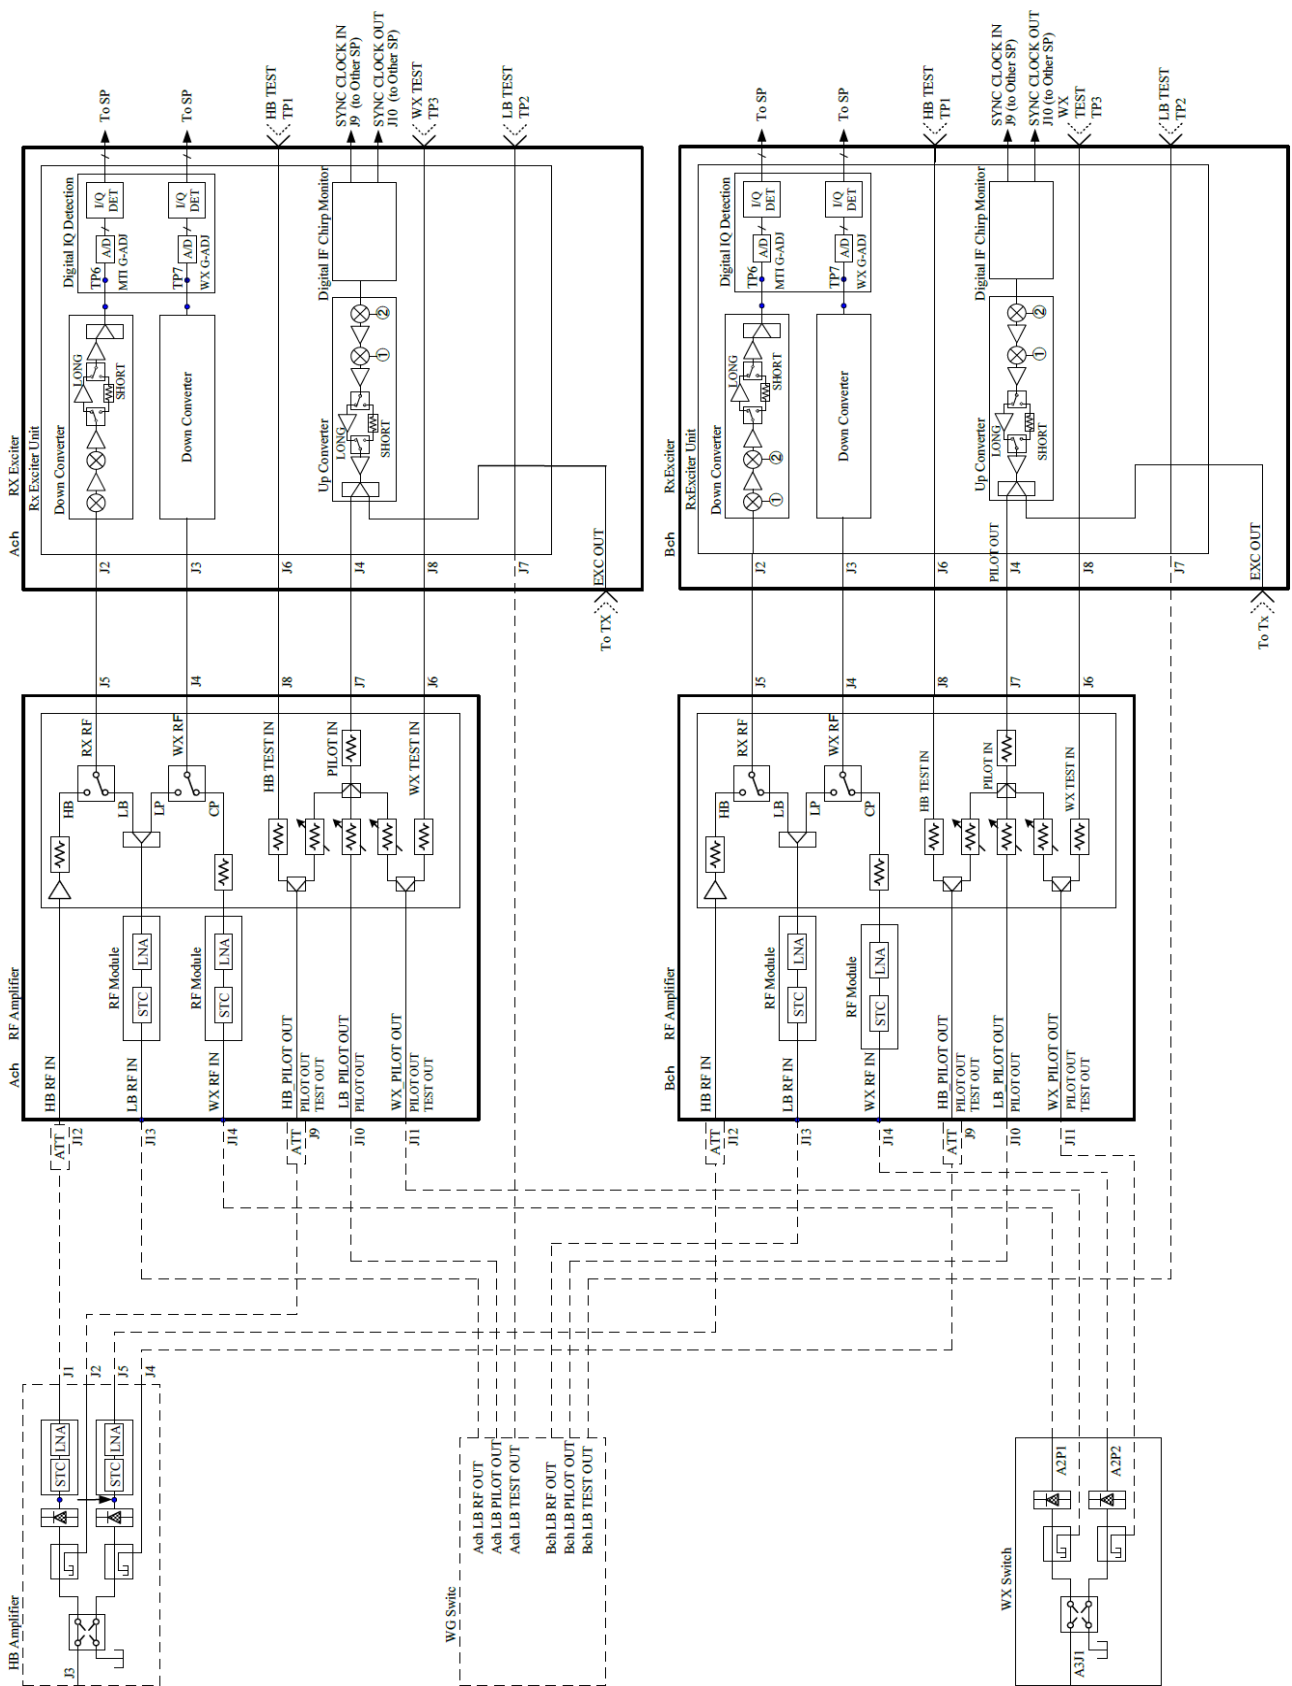 Ach
RX Exciter
Rx Exciter Unit
Down Converter
LONG
SHORT
Digital IQ Detection
TP6
A/D
MTI G-ADJ
I/Q
DET
To SP
Down Converter
TP7
A/D
WX G-ADJ
I/Q
DET
To SP
HB TEST
TP1
Up Converter
LONG
SHORT
①
②
Digital IF Chirp Monitor
SYNC CLOCK IN
J9 (to Other SP)
SYNC CLOCK OUT
J10 (to Other SP)
WX TEST
TP3
LB TEST
TP2
J2
J3
J6
J4
J8
J7
EXC OUT
To TX
Bch
RxExciter
RxExciter Unit
Down Converter
①
②
LONG
SHORT
Digital IQ Detection
TP6
A/D
MTI G-ADJ
I/Q
DET
To SP
Down Converter
TP7
A/D
WX G-ADJ
I/Q
DET
To SP
HB TEST
TP1
Up Converter
LONG
SHORT
①
②
Digital IF Chirp Monitor
SYNC CLOCK IN
J9 (to Other SP)
SYNC CLOCK OUT
J10 (to Other SP)
WX
TEST
TP3
LB TEST
TP2
J2
J3
J6
PILOT OUT
J4
J8
J7
EXC OUT
To Tx
Ach
RF Amplifier
J5
J4
J8
J7
J6
RX RF
HB
LB
WX RF
LP
CP
HB TEST IN
PILOT IN
WX TEST IN
RF Module
STC
LNA
RF Module
STC
LNA
HB RF IN
LB RF IN
WX RF IN
HB_PILOT OUT
PILOT OUT
TEST OUT
LB_PILOT OUT
PILOT OUT
WX_PILOT OUT
PILOT OUT
TEST OUT
ATT
J12
J13
J14
ATT
J9
J10
J11
Bch
RF Amplifier
J5
J4
J8
J7
J6
RX RF
HB
LB
WX RF
LP
CP
HB TEST IN
PILOT IN
WX TEST IN
RF Module
STC
LNA
RF Module
STC
LNA
HB RF IN
LB RF IN
WX RF IN
HB_PILOT OUT
PILOT OUT
TEST OUT
LB_PILOT OUT
PILOT OUT
WX_PILOT OUT
PILOT OUT
TEST OUT
ATT
J12
J13
J14
ATT
J9
J10
J11
HB Amplifier
J3
STC
LNA
STC
LNA
J1
J2
J5
J4
WG Switc
Ach LB RF OUT
Ach LB PILOT OUT
Ach LB TEST OUT
Bch LB RF OUT
Bch LB PILOT OUT
Bch LB TEST OUT
WX Switch
A3J1
A2P1
A2P2